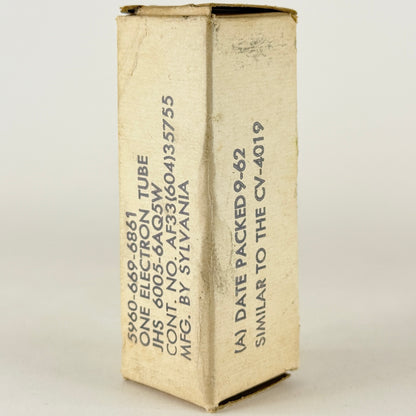 5960-669-6861
ONE ELECTRON TUBE
JHS 6005-6AQ5W
CONT. NO. AF33(604)35755
MFG. BY SYLVANIA
(A) DATE PACKED 9-62
SIMILAR TO THE CV-4019